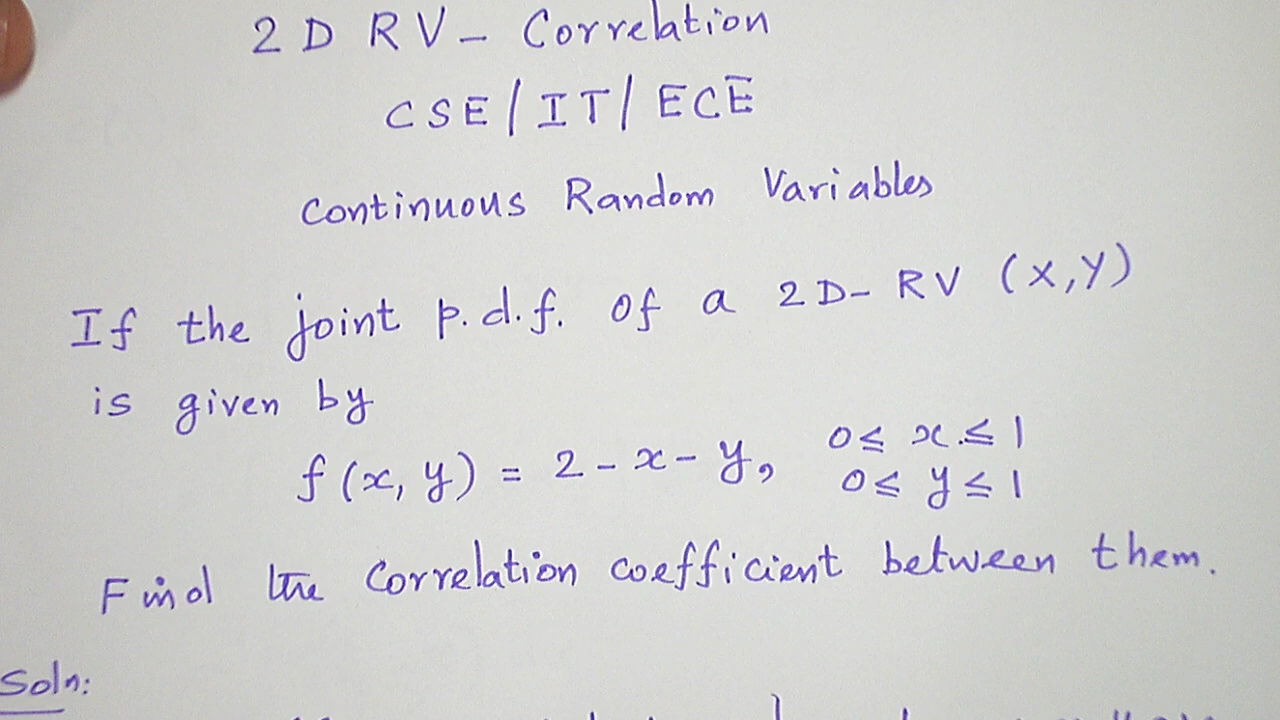 2 D RV - Correlation
CSE / IT / ECE
Continuous Random Variables
If the joint p.d.f. of a 2D- RV (X,Y)
is given by
f(x, y) = 2 - x - y, 0 ≤ x ≤ 1
0 ≤ y ≤ 1
Find the Correlation coefficient between them.
Soln: